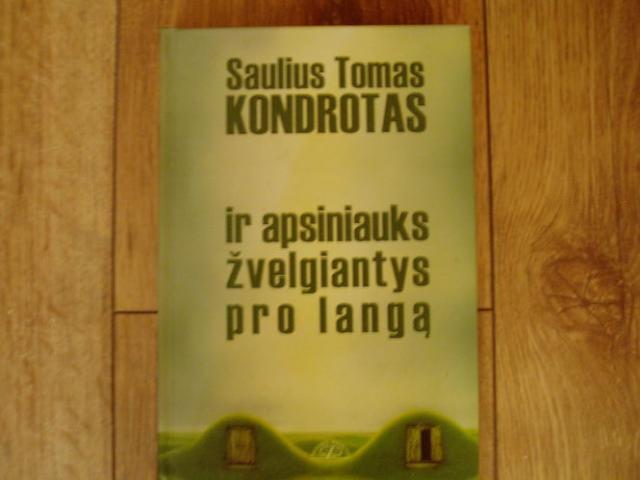 Saulius Tomas
KONDROTAS
ir apsiniauks
žvelgiantys
pro langą